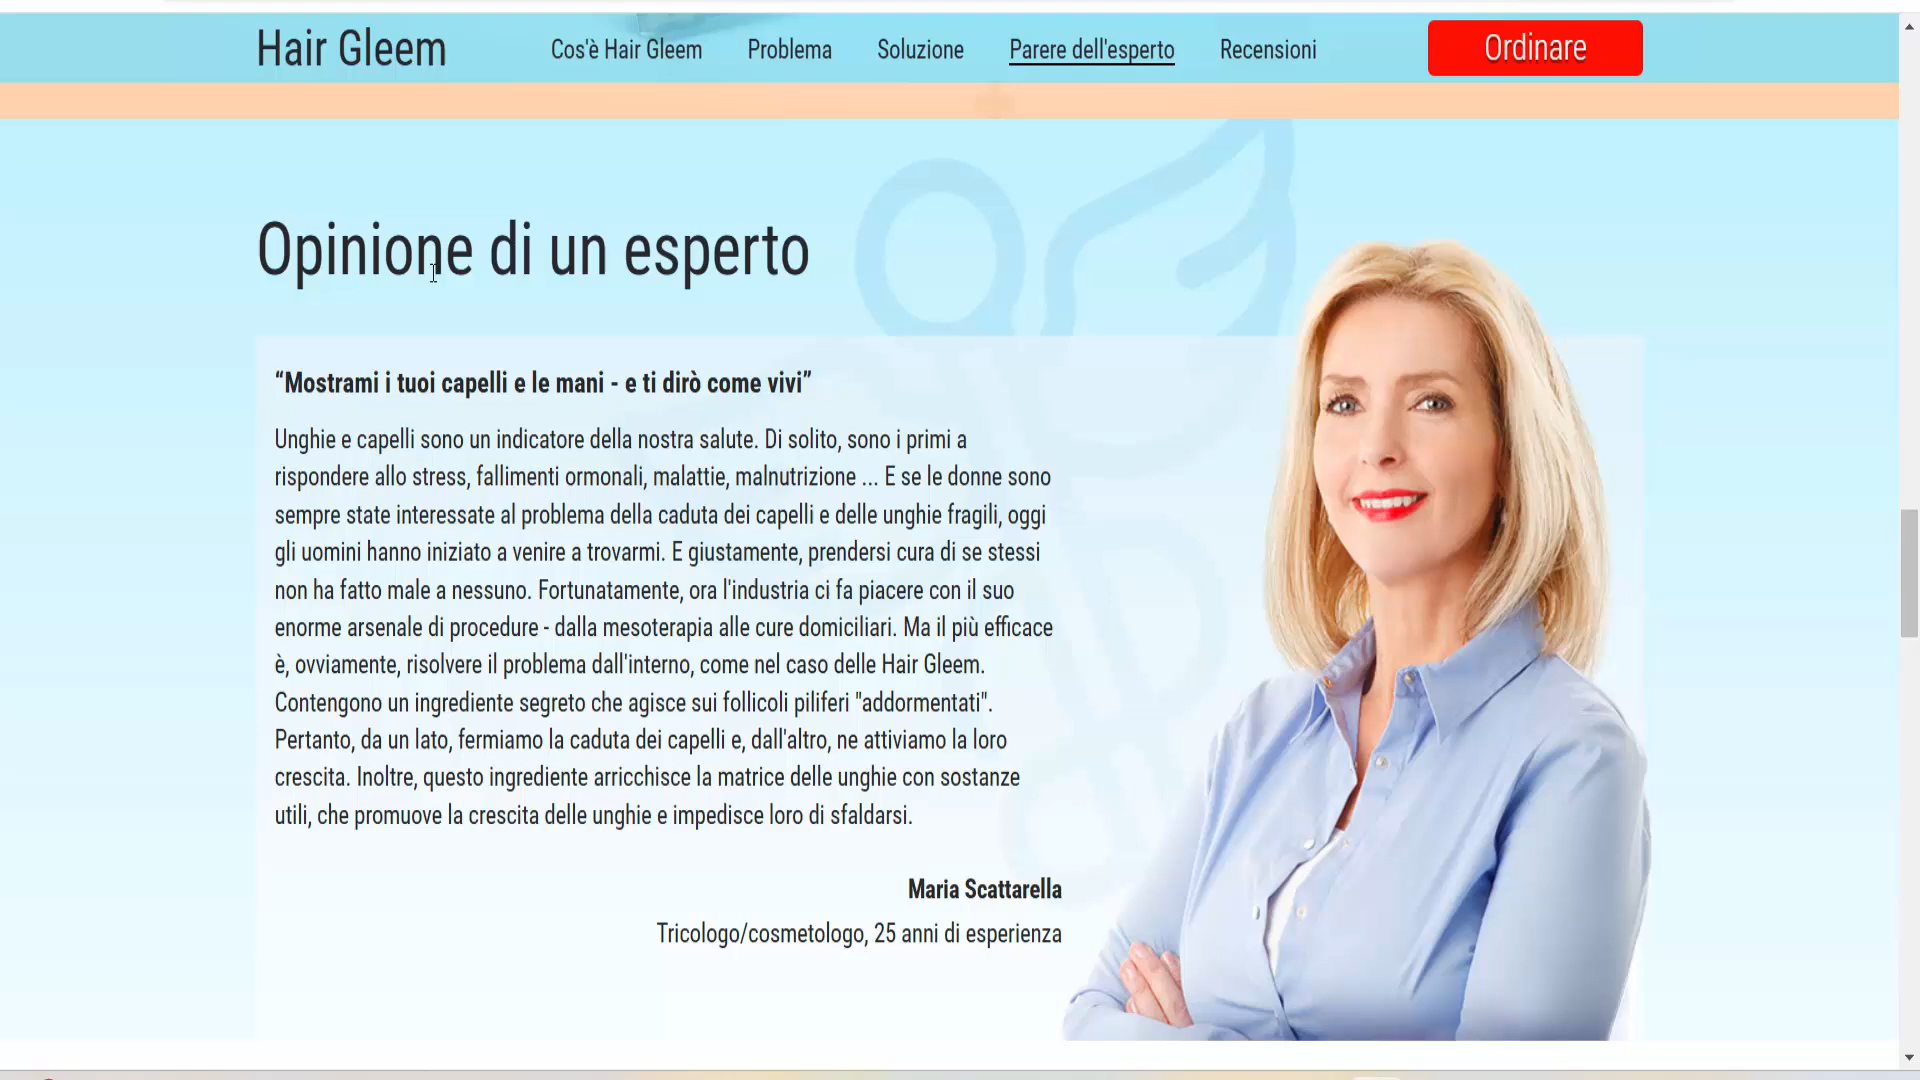 Hair Gleem
Cos'è Hair Gleem
Problema
Soluzione
Parere dell'esperto
Recensioni
Ordinare
Opinione di un esperto
“Mostrami i tuoi capelli e le mani - e ti dirò come vivi”
Unghie e capelli sono un indicatore della nostra salute. Di solito, sono i primi a
rispondere allo stress, fallimenti ormonali, malattie, malnutrizione ... E se le donne sono
sempre state interessate al problema della caduta dei capelli e delle unghie fragili, oggi
gli uomini hanno iniziato a venire a trovarmi. E giustamente, prendersi cura di se stessi
non ha fatto male a nessuno. Fortunatamente, ora l'industria ci fa piacere con il suo
enorme arsenale di procedure - dalla mesoterapia alle cure domiciliari. Ma il più efficace
è, ovviamente, risolvere il problema dall'interno, come nel caso delle Hair Gleem.
Contengono un ingrediente segreto che agisce sui follicoli piliferi "addormentati".
Pertanto, da un lato, fermiamo la caduta dei capelli e, dall'altro, ne attiviamo la loro
crescita. Inoltre, questo ingrediente arricchisce la matrice delle unghie con sostanze
utili, che promuove la crescita delle unghie e impedisce loro di sfaldarsi.
Maria Scattarella
Tricologo/cosmetologo, 25 anni di esperienza